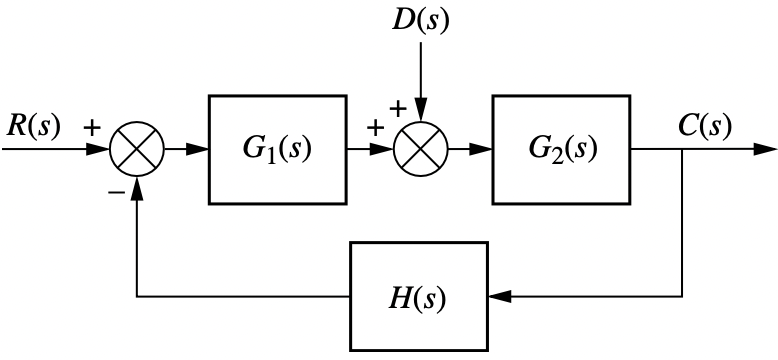 D(s)
R(s) + G₁(s) + + G₂(s) C(s)
−
H(s)